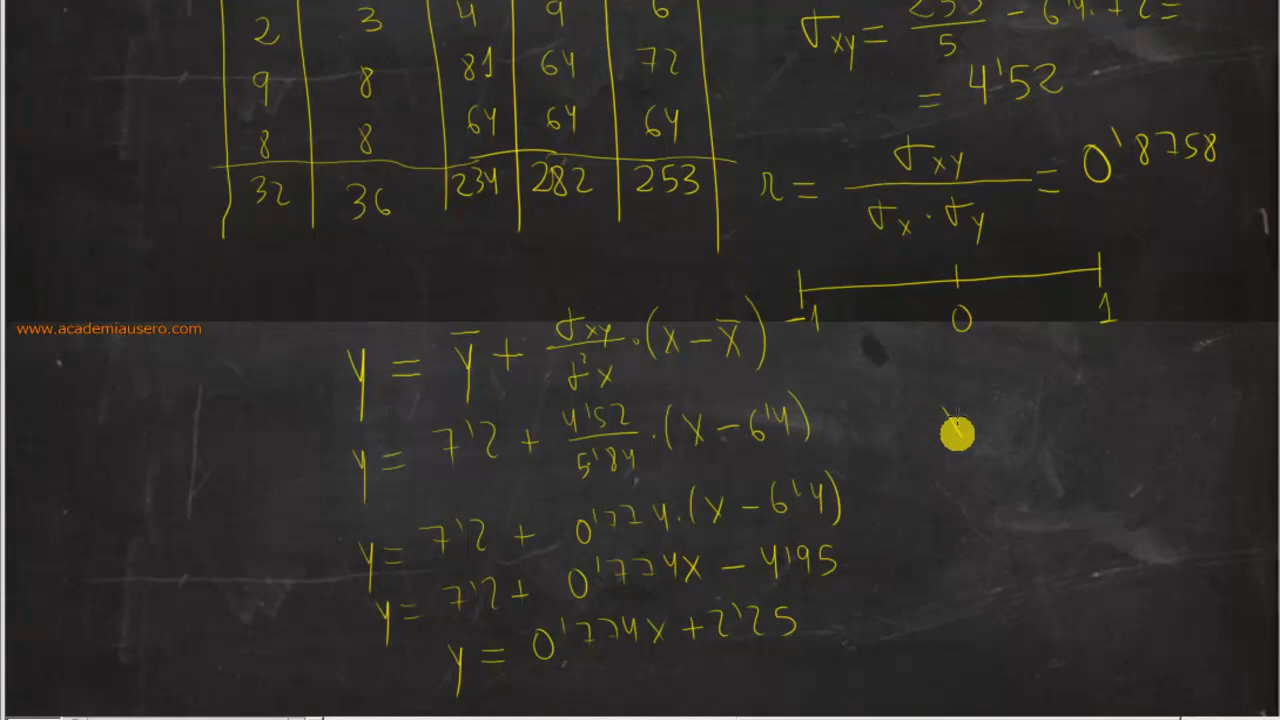 2 3 4 9 6
9 8 81 64 72
8 8 64 64 64
32 36 234 282 253
σxy = 253/5 - 6'4·7'2 =
= 4'52
r = σxy / σx · σy = 0'8758
-1 0 1
www.academiausero.com
y = ȳ + σxy/σ²x · (x - x̄)
y = 7'2 + 4'52/5'84 · (x - 6'4)
y = 7'2 + 0'774·(x - 6'4)
y = 7'2 + 0'774x - 4'95
y = 0'774x + 2'25